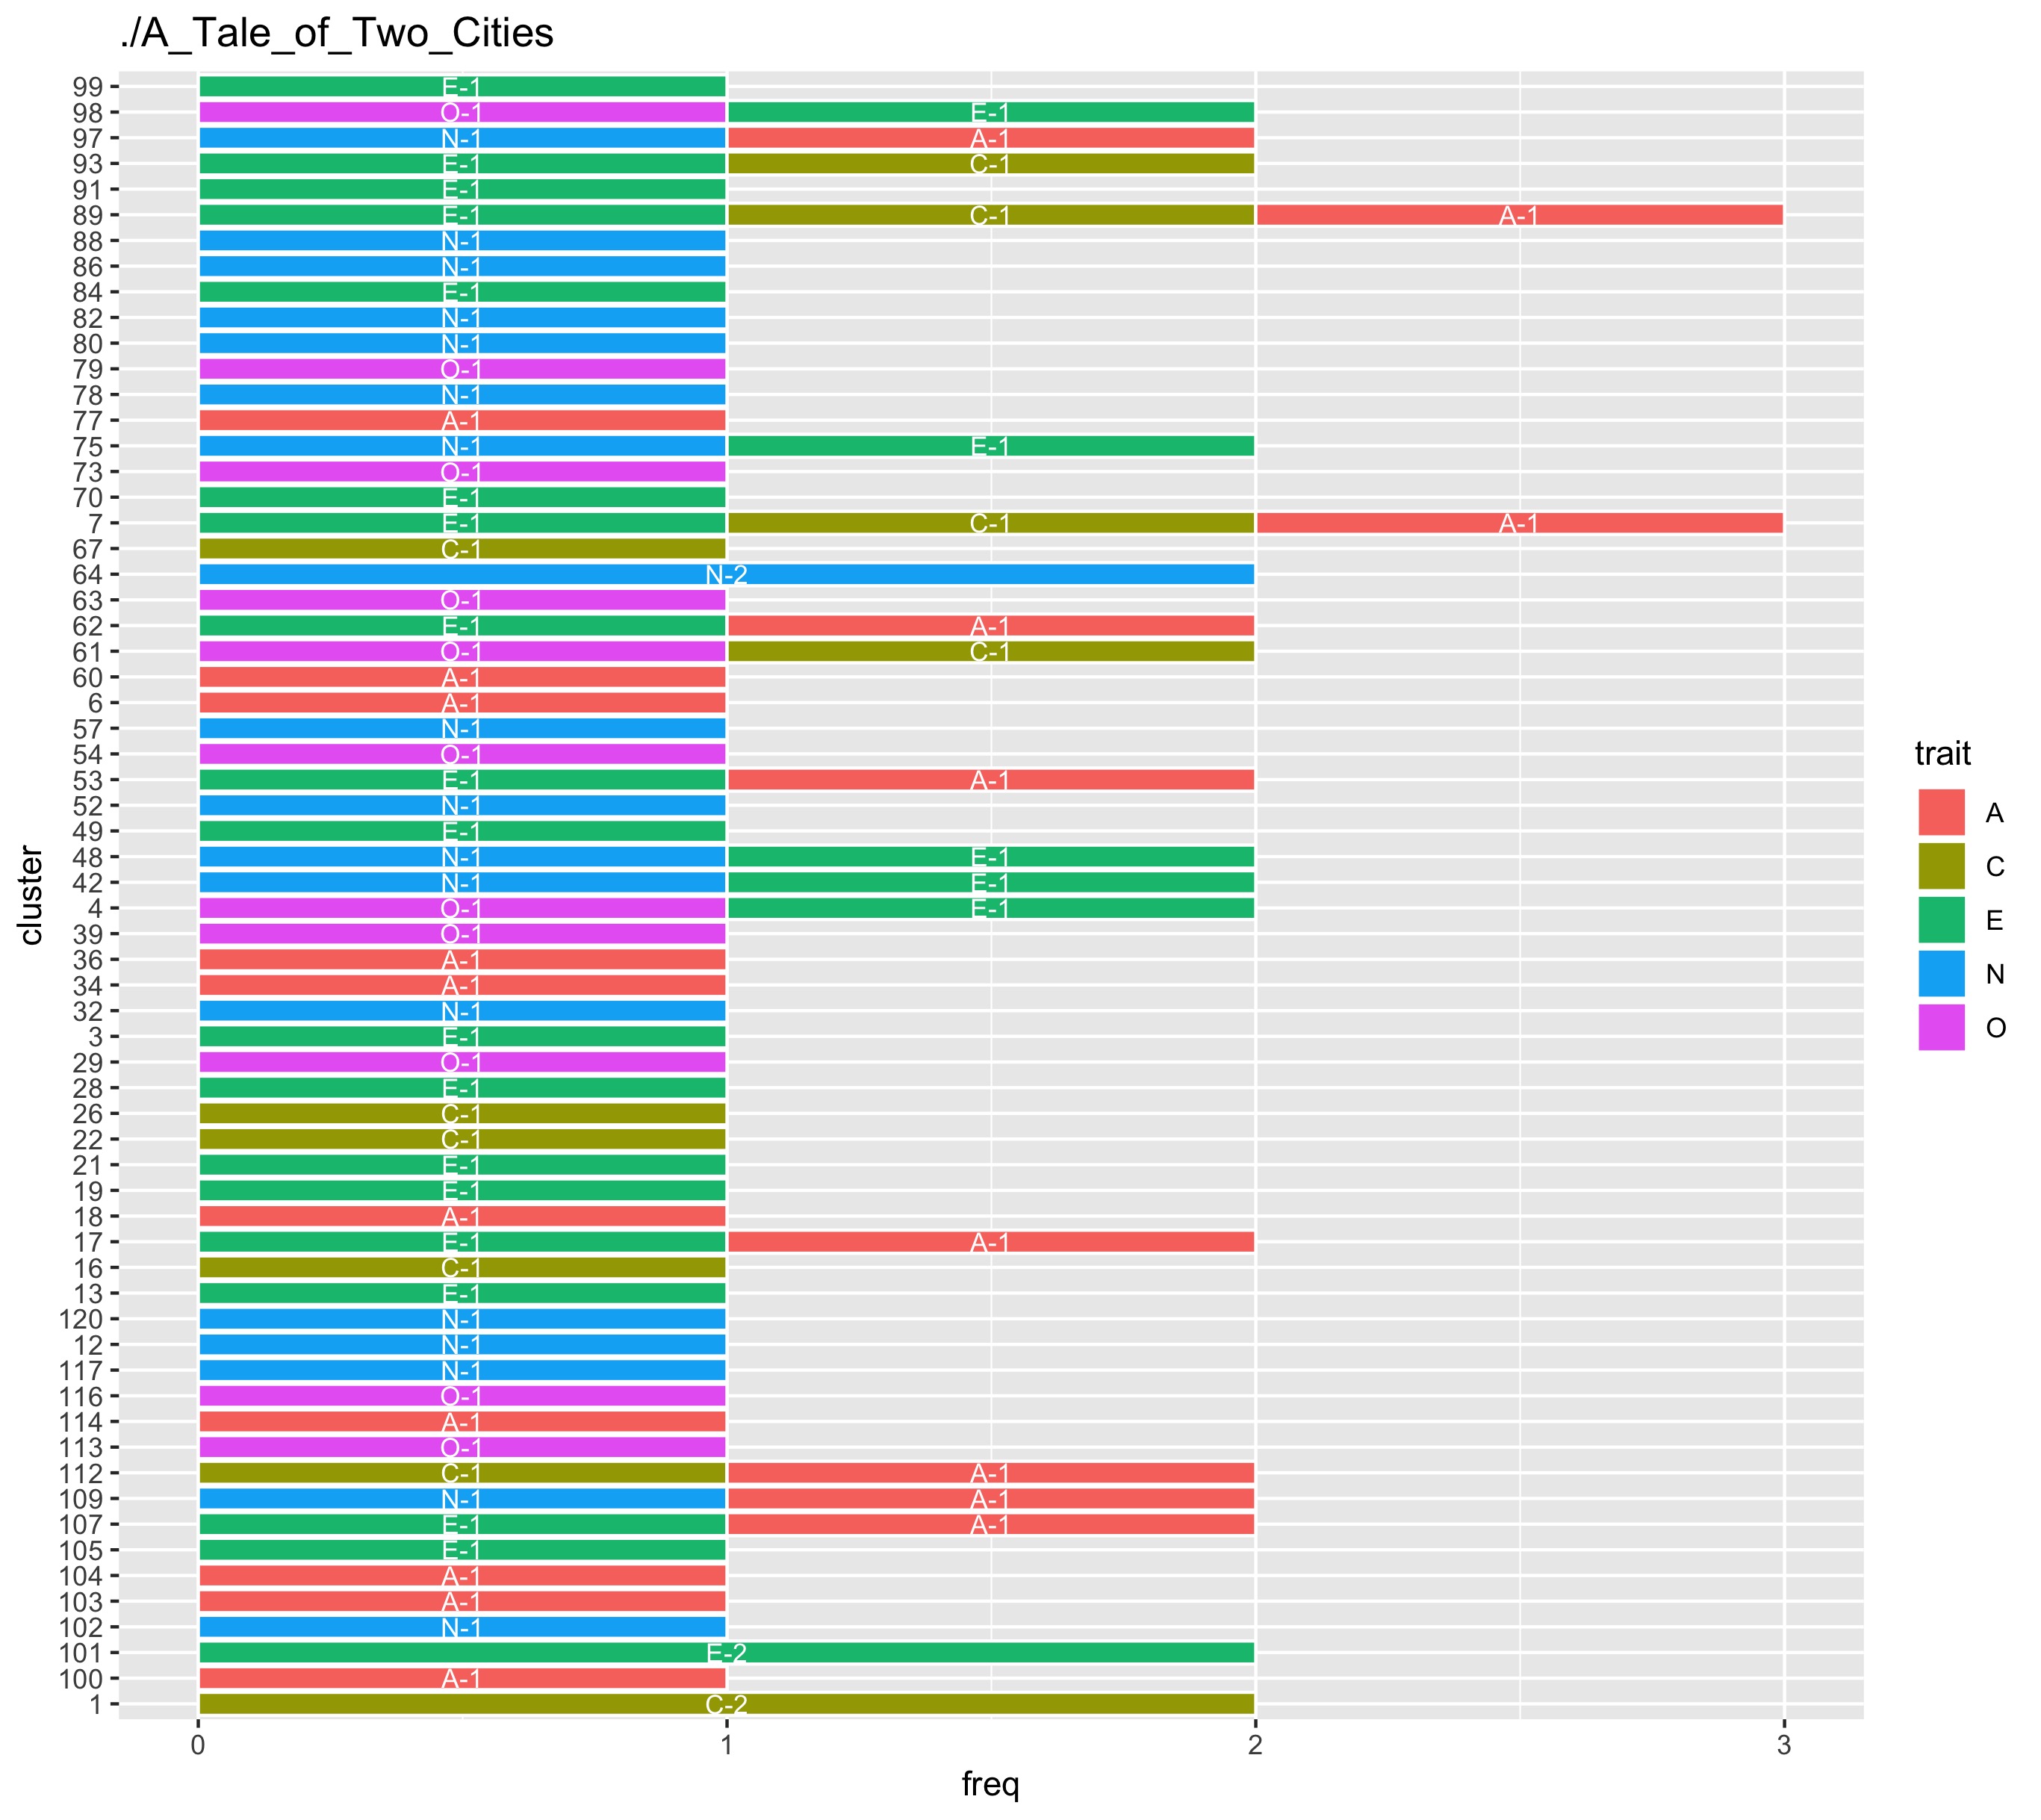 ./A_Tale_of_Two_Cities
99 E-1
98 O-1 E-1
97 N-1 A-1
93 E-1 C-1
91 E-1
89 E-1 C-1 A-1
88 N-1
86 N-1
84 E-1
82 N-1
80 N-1
79 O-1
78 N-1
77 A-1
75 N-1 E-1
73 O-1
70 E-1
7 E-1 C-1 A-1
67 C-1
64 N-2
63 O-1
62 E-1 A-1
61 O-1 C-1
60 A-1
6 A-1
57 N-1
54 O-1
53 E-1 A-1
52 N-1
49 E-1
48 N-1 E-1
42 N-1 E-1
4 O-1 E-1
39 O-1
36 A-1
34 A-1
32 N-1
3 E-1
29 O-1
28 E-1
26 C-1
22 C-1
21 E-1
19 E-1
18 A-1
17 E-1 A-1
16 C-1
13 E-1
120 N-1
12 N-1
117 N-1
116 O-1
114 A-1
113 O-1
112 C-1 A-1
109 N-1 A-1
107 E-1 A-1
105 E-1
104 A-1
103 A-1
102 N-1
101 E-2
100 A-1
1 C-2
0 1 2 3
freq
cluster
trait
A
C
E
N
O